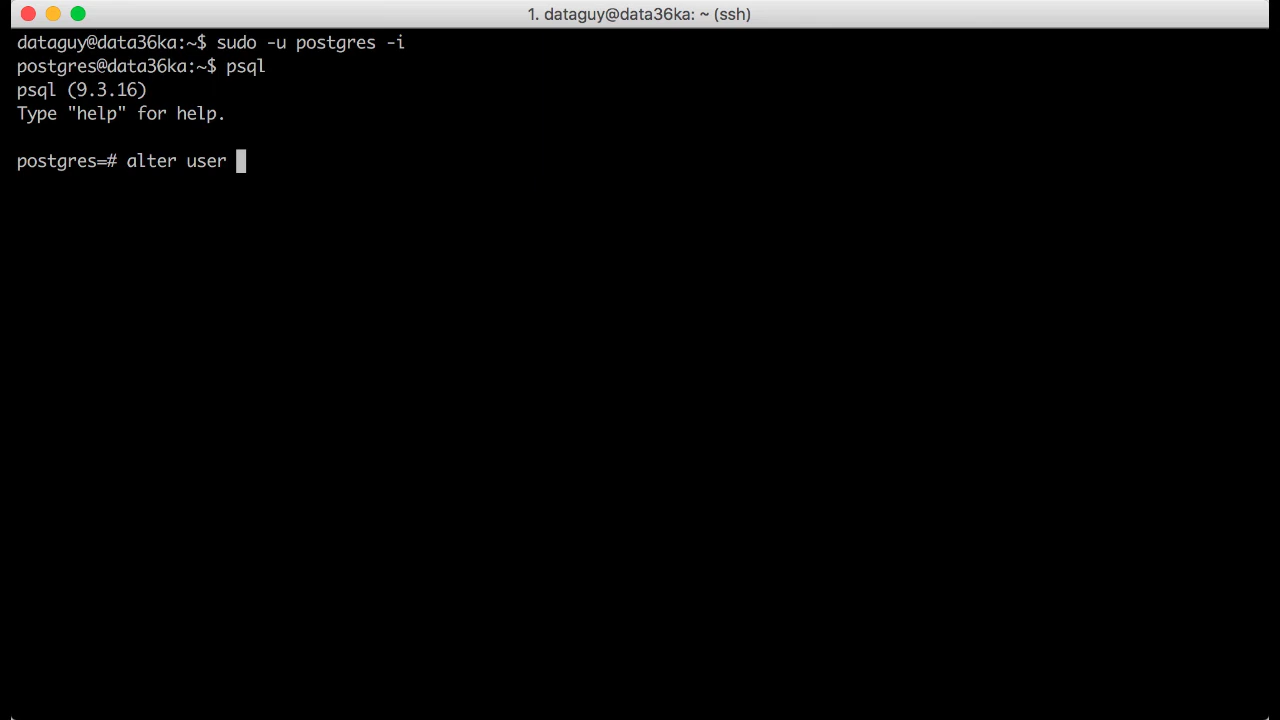 1. dataguy@data36ka: ~ (ssh)
dataguy@data36ka:~$ sudo -u postgres -i
postgres@data36ka:~$ psql
psql (9.3.16)
Type "help" for help.
postgres=# alter user